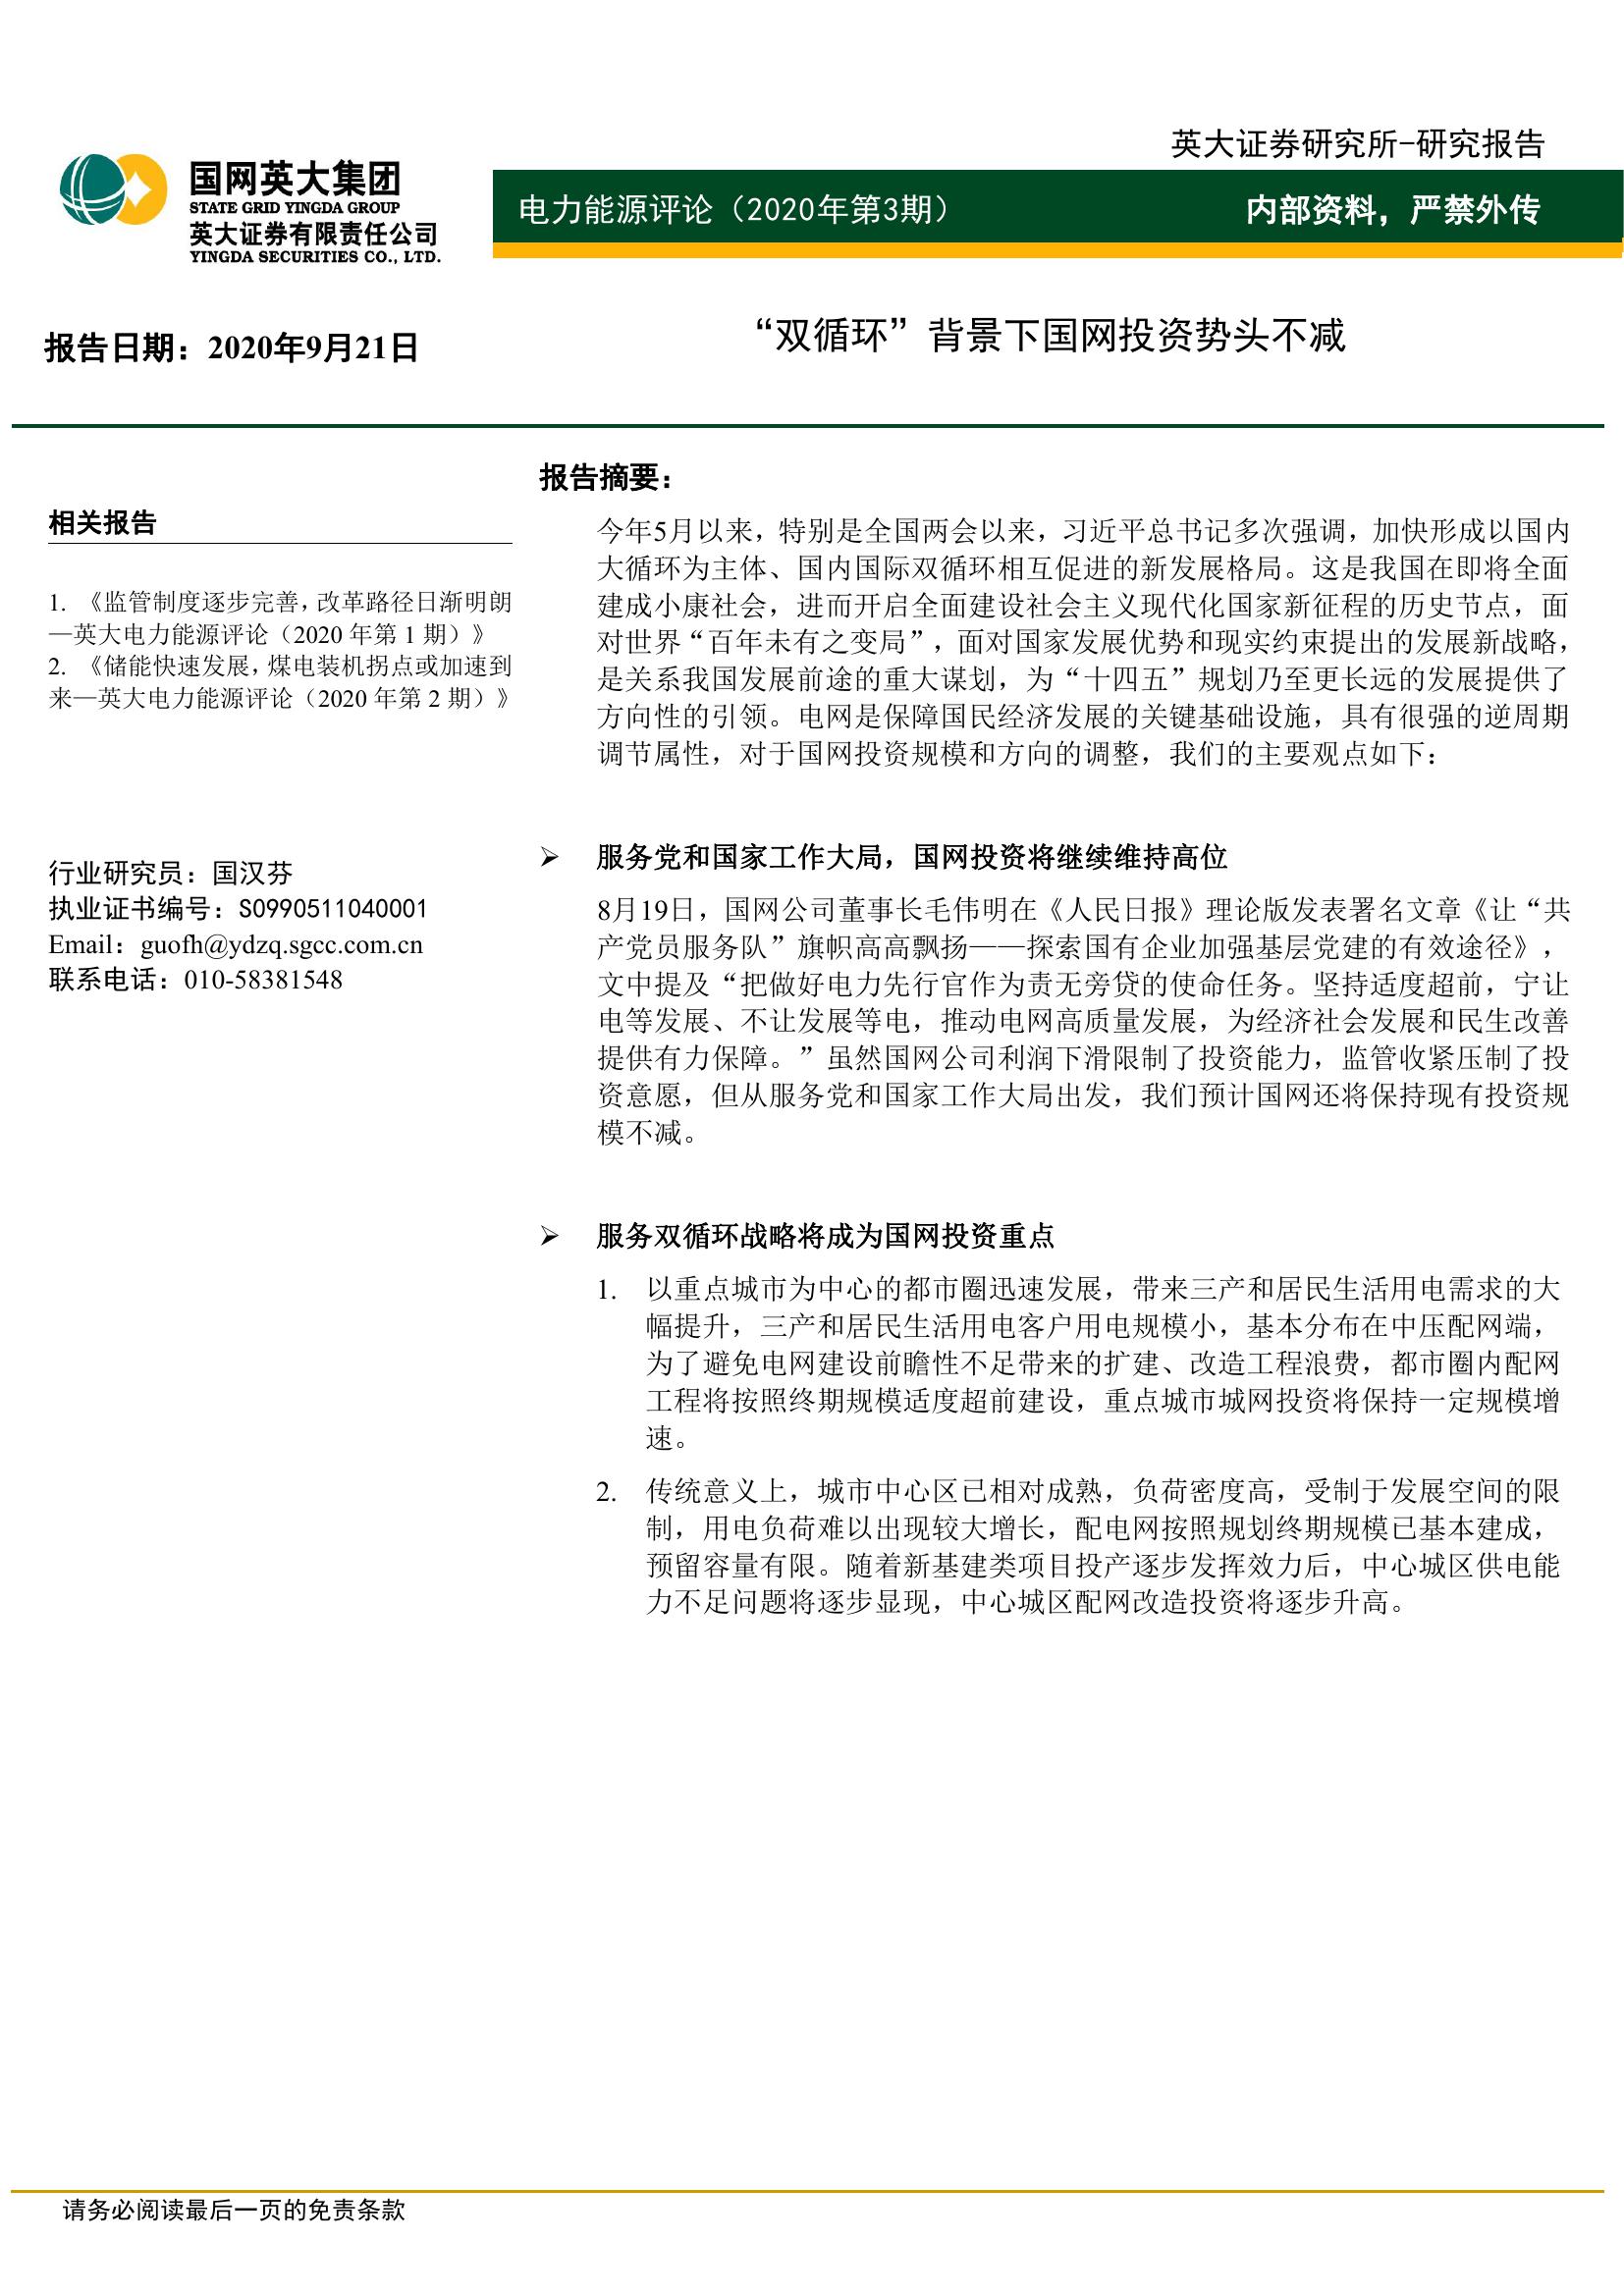 英大证券研究所-研究报告
国网英大集团
STATE GRID YINGDA GROUP
英大证券有限责任公司
YINGDA SECURITIES CO., LTD.
电力能源评论（2020年第3期）
内部资料，严禁外传
报告日期：2020年9月21日
“双循环”背景下国网投资势头不减
相关报告
1. 《监管制度逐步完善，改革路径日渐明朗
—英大电力能源评论（2020 年第 1 期）》
2. 《储能快速发展，煤电装机拐点或加速到
来—英大电力能源评论（2020 年第 2 期）》
行业研究员：国汉芬
执业证书编号：S0990511040001
Email：guofh@ydzq.sgcc.com.cn
联系电话：010-58381548
报告摘要：
今年5月以来，特别是全国两会以来，习近平总书记多次强调，加快形成以国内
大循环为主体、国内国际双循环相互促进的新发展格局。这是我国在即将全面
建成小康社会，进而开启全面建设社会主义现代化国家新征程的历史节点，面
对世界“百年未有之变局”，面对国家发展优势和现实约束提出的发展新战略，
是关系我国发展前途的重大谋划，为“十四五”规划乃至更长远的发展提供了
方向性的引领。电网是保障国民经济发展的关键基础设施，具有很强的逆周期
调节属性，对于国网投资规模和方向的调整，我们的主要观点如下：
➢ 服务党和国家工作大局，国网投资将继续维持高位
8月19日，国网公司董事长毛伟明在《人民日报》理论版发表署名文章《让“共
产党员服务队”旗帜高高飘扬——探索国有企业加强基层党建的有效途径》，
文中提及“把做好电力先行官作为责无旁贷的使命任务。坚持适度超前，宁让
电等发展、不让发展等电，推动电网高质量发展，为经济社会发展和民生改善
提供有力保障。”虽然国网公司利润下滑限制了投资能力，监管收紧压制了投
资意愿，但从服务党和国家工作大局出发，我们预计国网还将保持现有投资规
模不减。
➢ 服务双循环战略将成为国网投资重点
1. 以重点城市为中心的都市圈迅速发展，带来三产和居民生活用电需求的大
幅提升，三产和居民生活用电客户用电规模小，基本分布在中压配网端，
为了避免电网建设前瞻性不足带来的扩建、改造工程浪费，都市圈内配网
工程将按照终期规模适度超前建设，重点城市城网投资将保持一定规模增
速。
2. 传统意义上，城市中心区已相对成熟，负荷密度高，受制于发展空间的限
制，用电负荷难以出现较大增长，配电网按照规划终期规模已基本建成，
预留容量有限。随着新基建类项目投产逐步发挥效力后，中心城区供电能
力不足问题将逐步显现，中心城区配网改造投资将逐步升高。
请务必阅读最后一页的免责条款